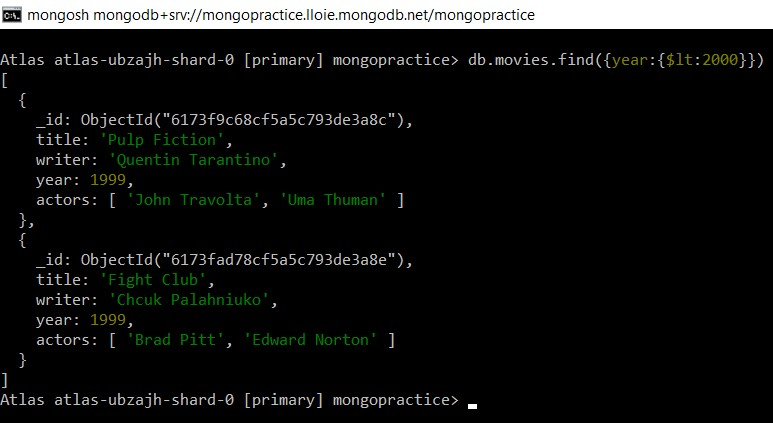 mongosh mongodb+srv://mongopractice.lloie.mongodb.net/mongopractice
Atlas atlas-ubzajh-shard-0 [primary] mongopractice> db.movies.find({year:{$lt:2000}})
[
  {
    _id: ObjectId("6173f9c68cf5a5c793de3a8c"),
    title: 'Pulp Fiction',
    writer: 'Quentin Tarantino',
    year: 1999,
    actors: [ 'John Travolta', 'Uma Thuman' ]
  },
  {
    _id: ObjectId("6173fad78cf5a5c793de3a8e"),
    title: 'Fight Club',
    writer: 'Chcuk Palahniuko',
    year: 1999,
    actors: [ 'Brad Pitt', 'Edward Norton' ]
  }
]
Atlas atlas-ubzajh-shard-0 [primary] mongopractice>